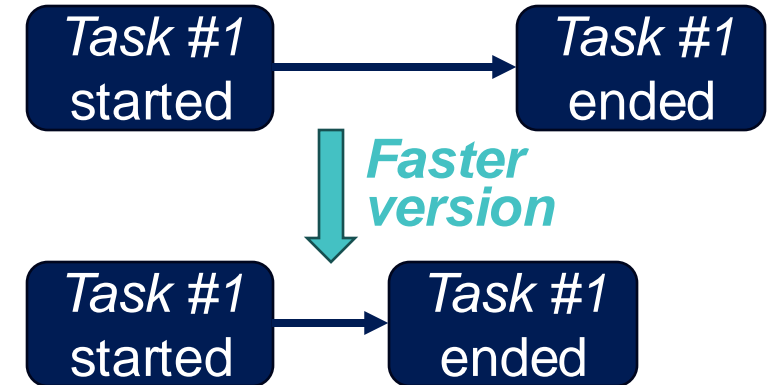 Task #1
started
Task #1
ended
Faster
version
Task #1
started
Task #1
ended